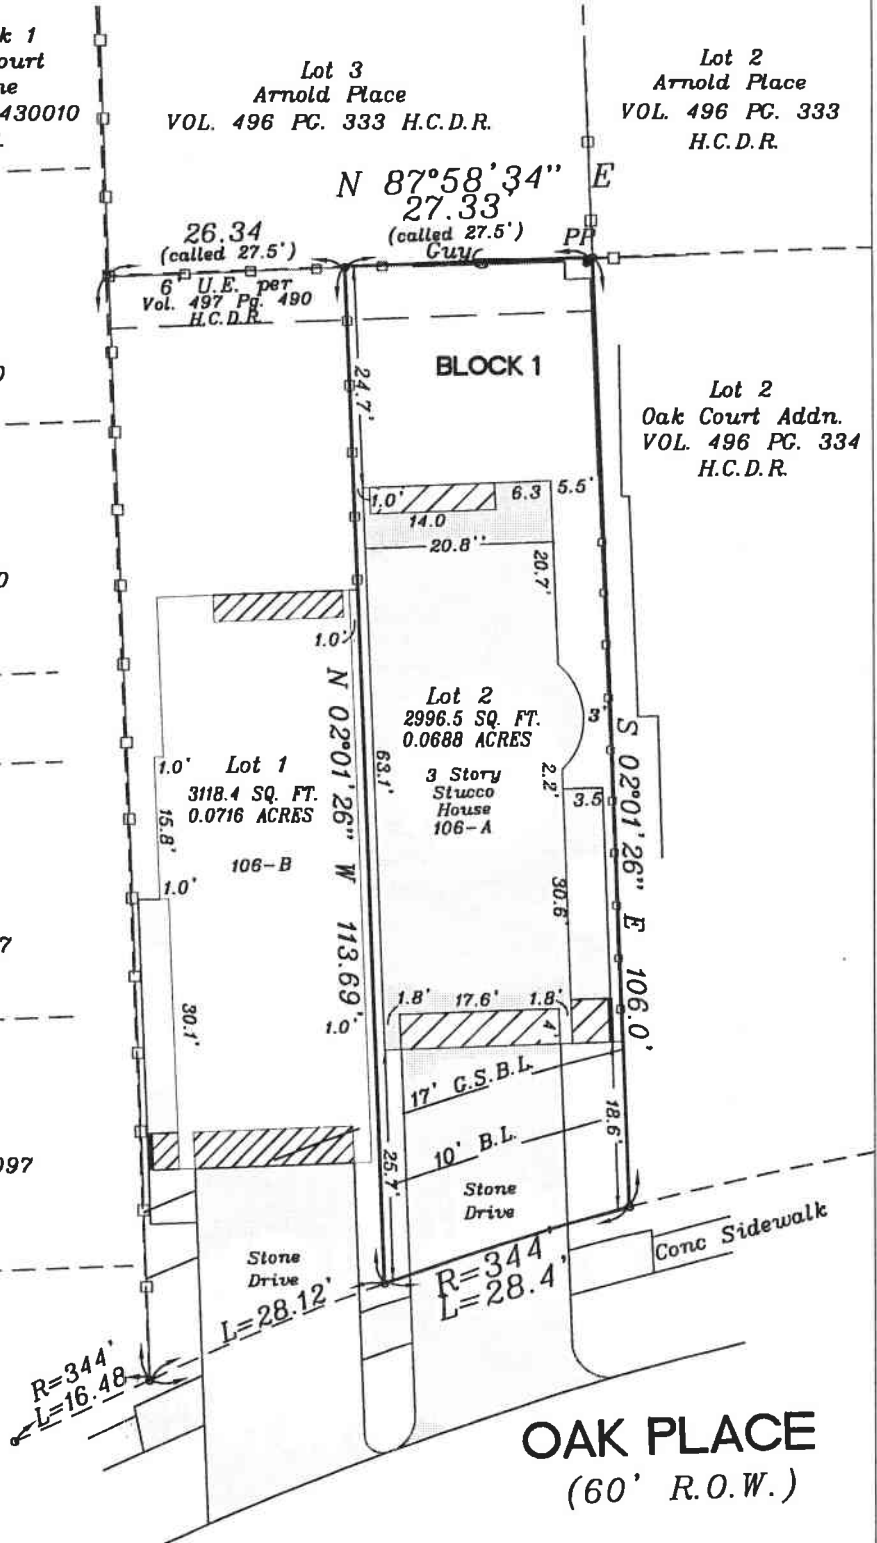 k 1
ourt
ne
430010
Lot 3
Arnold Place
VOL. 496 PG. 333 H.C.D.R.
Lot 2
Arnold Place
VOL. 496 PG. 333
H.C.D.R.
N 87°58'34" E
27.33'
(called 27.5')
Guy
PP
26.34
(called 27.5')
6' U.E. per
Vol. 497 Pg. 490
H.C.D.R.
BLOCK 1
Lot 2
Oak Court Addn.
VOL. 496 PG. 334
H.C.D.R.
24.7'
1.0'
14.0
6.3
5.5'
20.8'
20.7'
1.0'
N 02°01'26" W 113.69'
Lot 2
2996.5 SQ. FT.
0.0688 ACRES
3 Story
Stucco
House
106-A
3'
S 02°01'26" E 106.0'
63.1'
2.2'
3.5
30.6'
1.0'
Lot 1
3118.4 SQ. FT.
0.0716 ACRES
106-B
15.8'
1.0'
7
30.1'
1.0'
1.8'
17.6'
1.8'
4'
17' G.S.B.L.
10' B.L.
18.6'
25.7'
097
Stone
Drive
Stone
Drive
Conc Sidewalk
R=344'
L=28.4'
L=28.12'
R=344'
L=16.48
OAK PLACE
(60' R.O.W.)